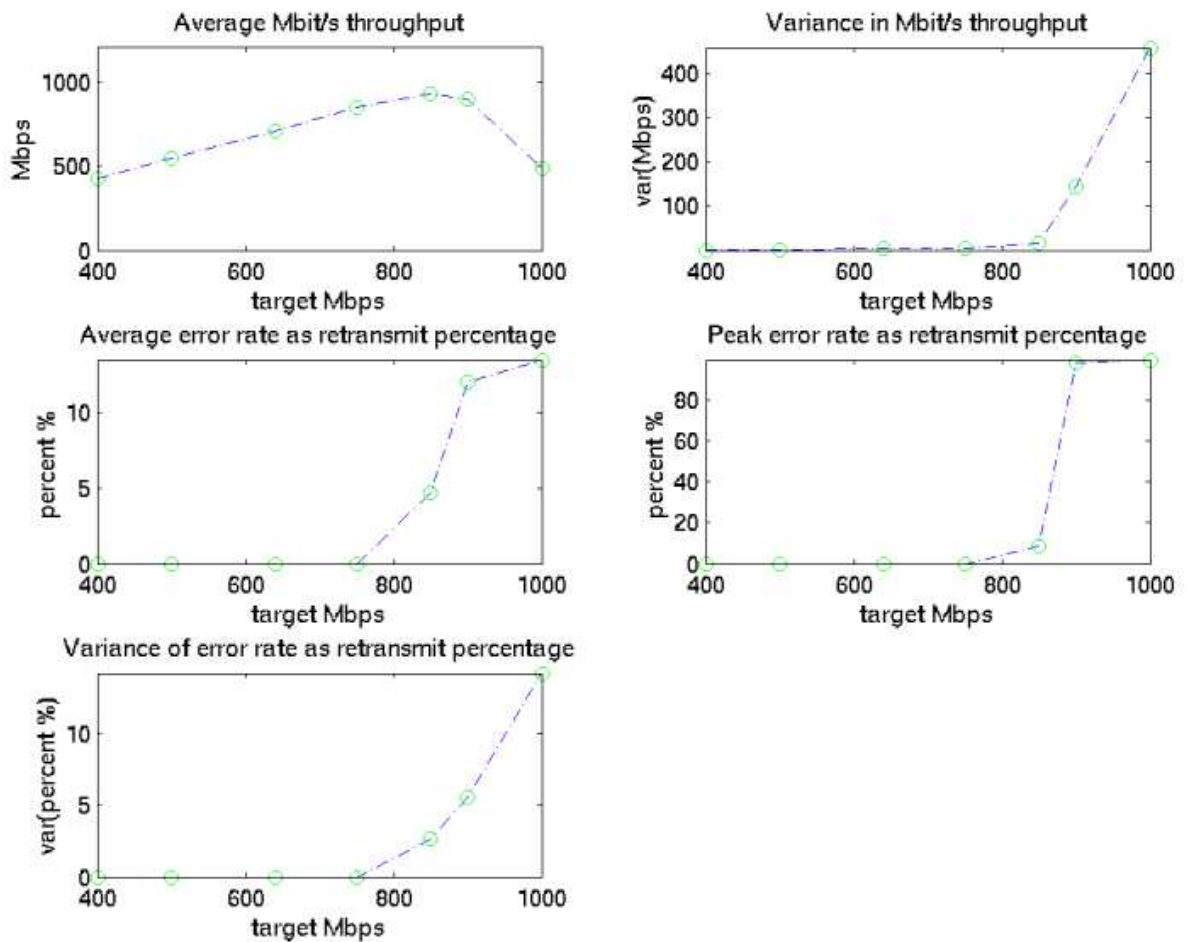 Average Mbit/s throughput
Mbps
1000
500
0
400
600
800
1000
target Mbps
Variance in Mbit/s throughput
var(Mbps)
400
300
200
100
400
600
800
1000
target Mbps
Average error rate as retransmit percentage
percent %
10
5
0
400
600
800
1000
target Mbps
Peak error rate as retransmit percentage
percent %
80
60
40
20
0
400
600
800
1000
target Mbps
Variance of error rate as retransmit percentage
var(percent %)
10
5
0
400
600
800
1000
target Mbps